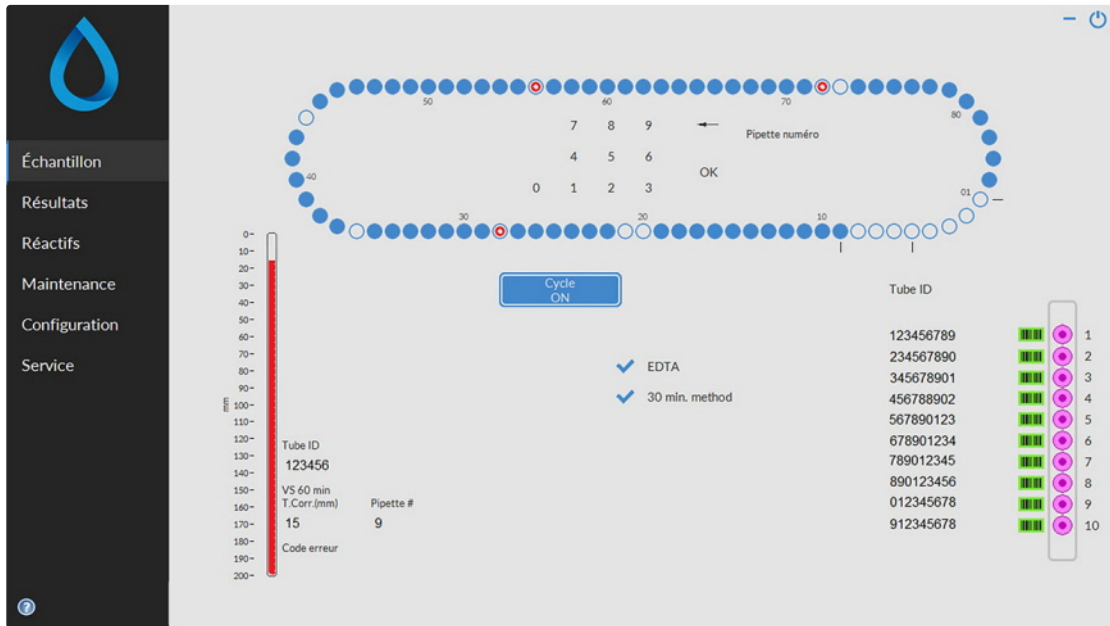 50
60
70
80
7 8 9
Pipette numéro
4 5 6
OK
0 1 2 3
40
01
30
20
10
Échantillon
Résultats
Réactifs
Maintenance
Configuration
Service
?
Cycle
ON
EDTA
30 min. method
mm
0-
10-
20-
30-
40-
50-
60-
70-
80-
90-
100-
110-
120-
130-
140-
150-
160-
170-
180-
190-
200-
Tube ID
123456
VS 60 min
T.Corr.(mm) Pipette #
15 9
Code erreur
Tube ID
123456789 1
234567890 2
345678901 3
456788902 4
567890123 5
678901234 6
789012345 7
890123456 8
012345678 9
912345678 10